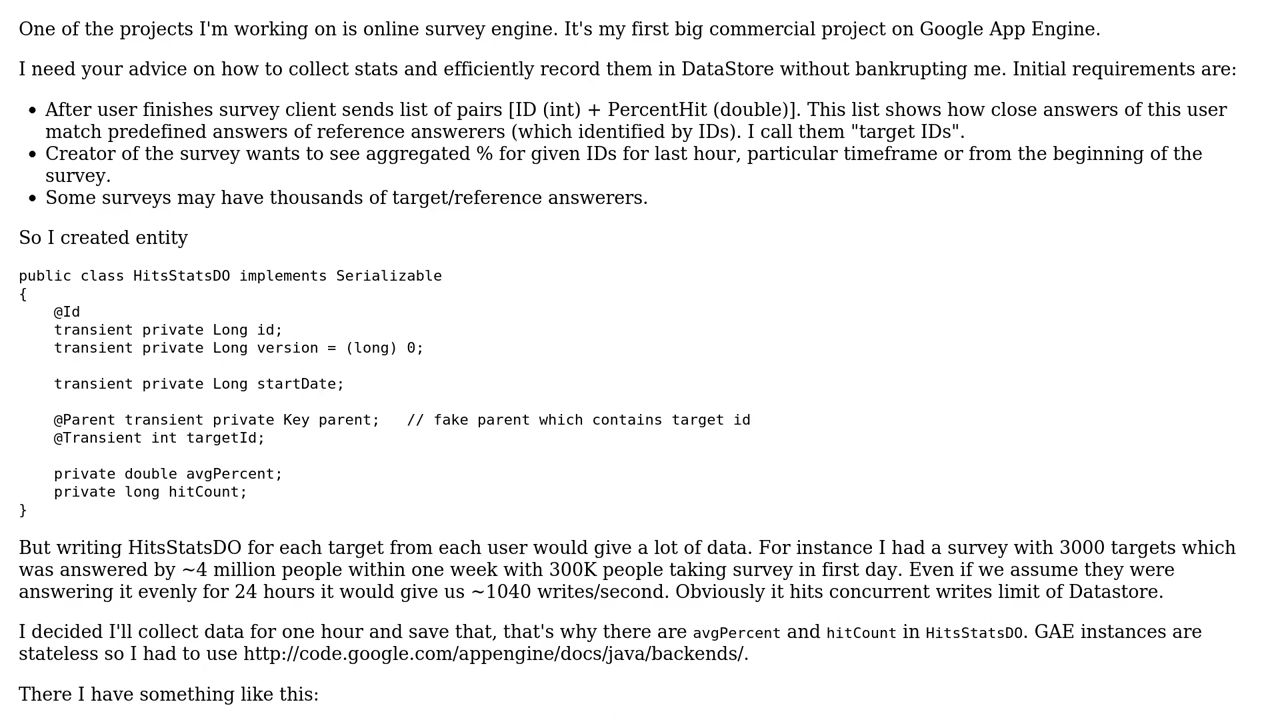 One of the projects I'm working on is online survey engine. It's my first big commercial project on Google App Engine.
I need your advice on how to collect stats and efficiently record them in DataStore without bankrupting me. Initial requirements are:
• After user finishes survey client sends list of pairs [ID (int) + PercentHit (double)]. This list shows how close answers of this user
match predefined answers of reference answerers (which identified by IDs). I call them "target IDs".
• Creator of the survey wants to see aggregated % for given IDs for last hour, particular timeframe or from the beginning of the
survey.
• Some surveys may have thousands of target/reference answerers.
So I created entity
public class HitsStatsDO implements Serializable
{
    @Id
    transient private Long id;
    transient private Long version = (long) 0;
    transient private Long startDate;
    @Parent transient private Key parent;   // fake parent which contains target id
    @Transient int targetId;
    private double avgPercent;
    private long hitCount;
}
But writing HitsStatsDO for each target from each user would give a lot of data. For instance I had a survey with 3000 targets which
was answered by ~4 million people within one week with 300K people taking survey in first day. Even if we assume they were
answering it evenly for 24 hours it would give us ~1040 writes/second. Obviously it hits concurrent writes limit of Datastore.
I decided I'll collect data for one hour and save that, that's why there are avgPercent and hitCount in HitsStatsDO. GAE instances are
stateless so I had to use http://code.google.com/appengine/docs/java/backends/.
There I have something like this: